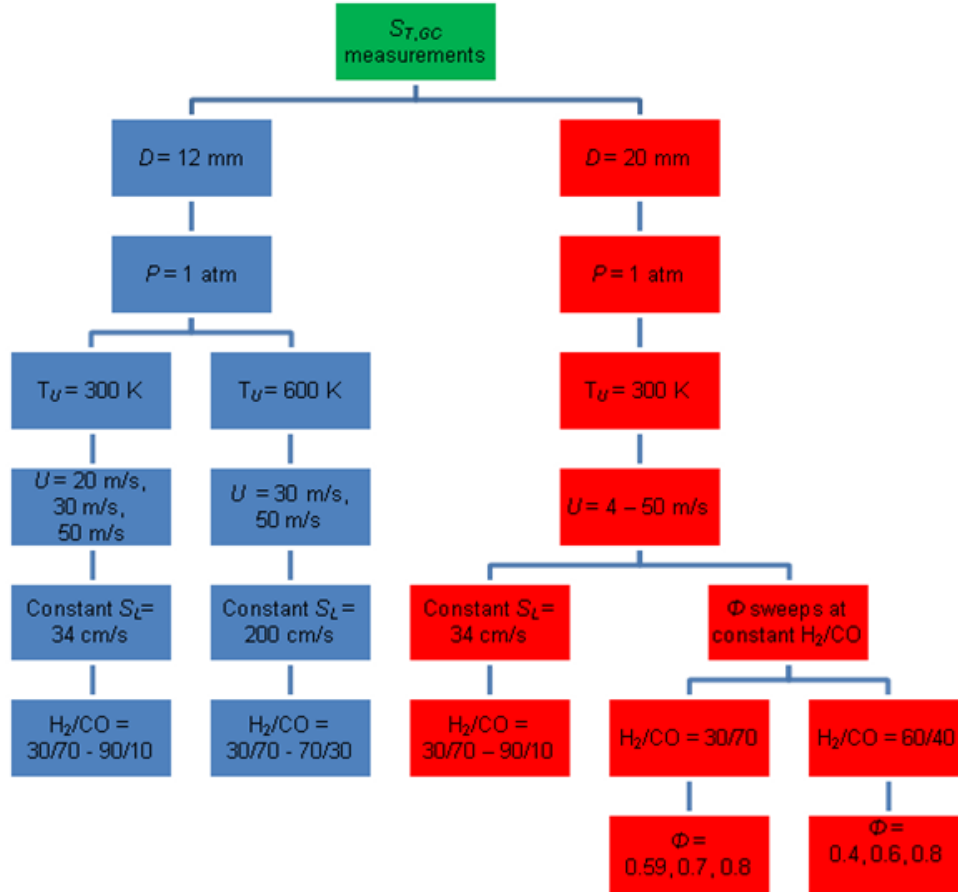 S_T,GC
measurements
D = 12 mm
D = 20 mm
P = 1 atm
P = 1 atm
T_U = 300 K
T_U = 600 K
T_U = 300 K
U = 20 m/s,
30 m/s,
50 m/s
U = 30 m/s,
50 m/s
U = 4 – 50 m/s
Constant S_L =
34 cm/s
Constant S_L =
200 cm/s
Constant S_L =
34 cm/s
Φ sweeps at
constant H₂/CO
H₂/CO =
30/70 - 90/10
H₂/CO =
30/70 - 70/30
H₂/CO =
30/70 – 90/10
H₂/CO = 30/70
H₂/CO = 60/40
Φ =
0.59, 0.7, 0.8
Φ =
0.4, 0.6, 0.8